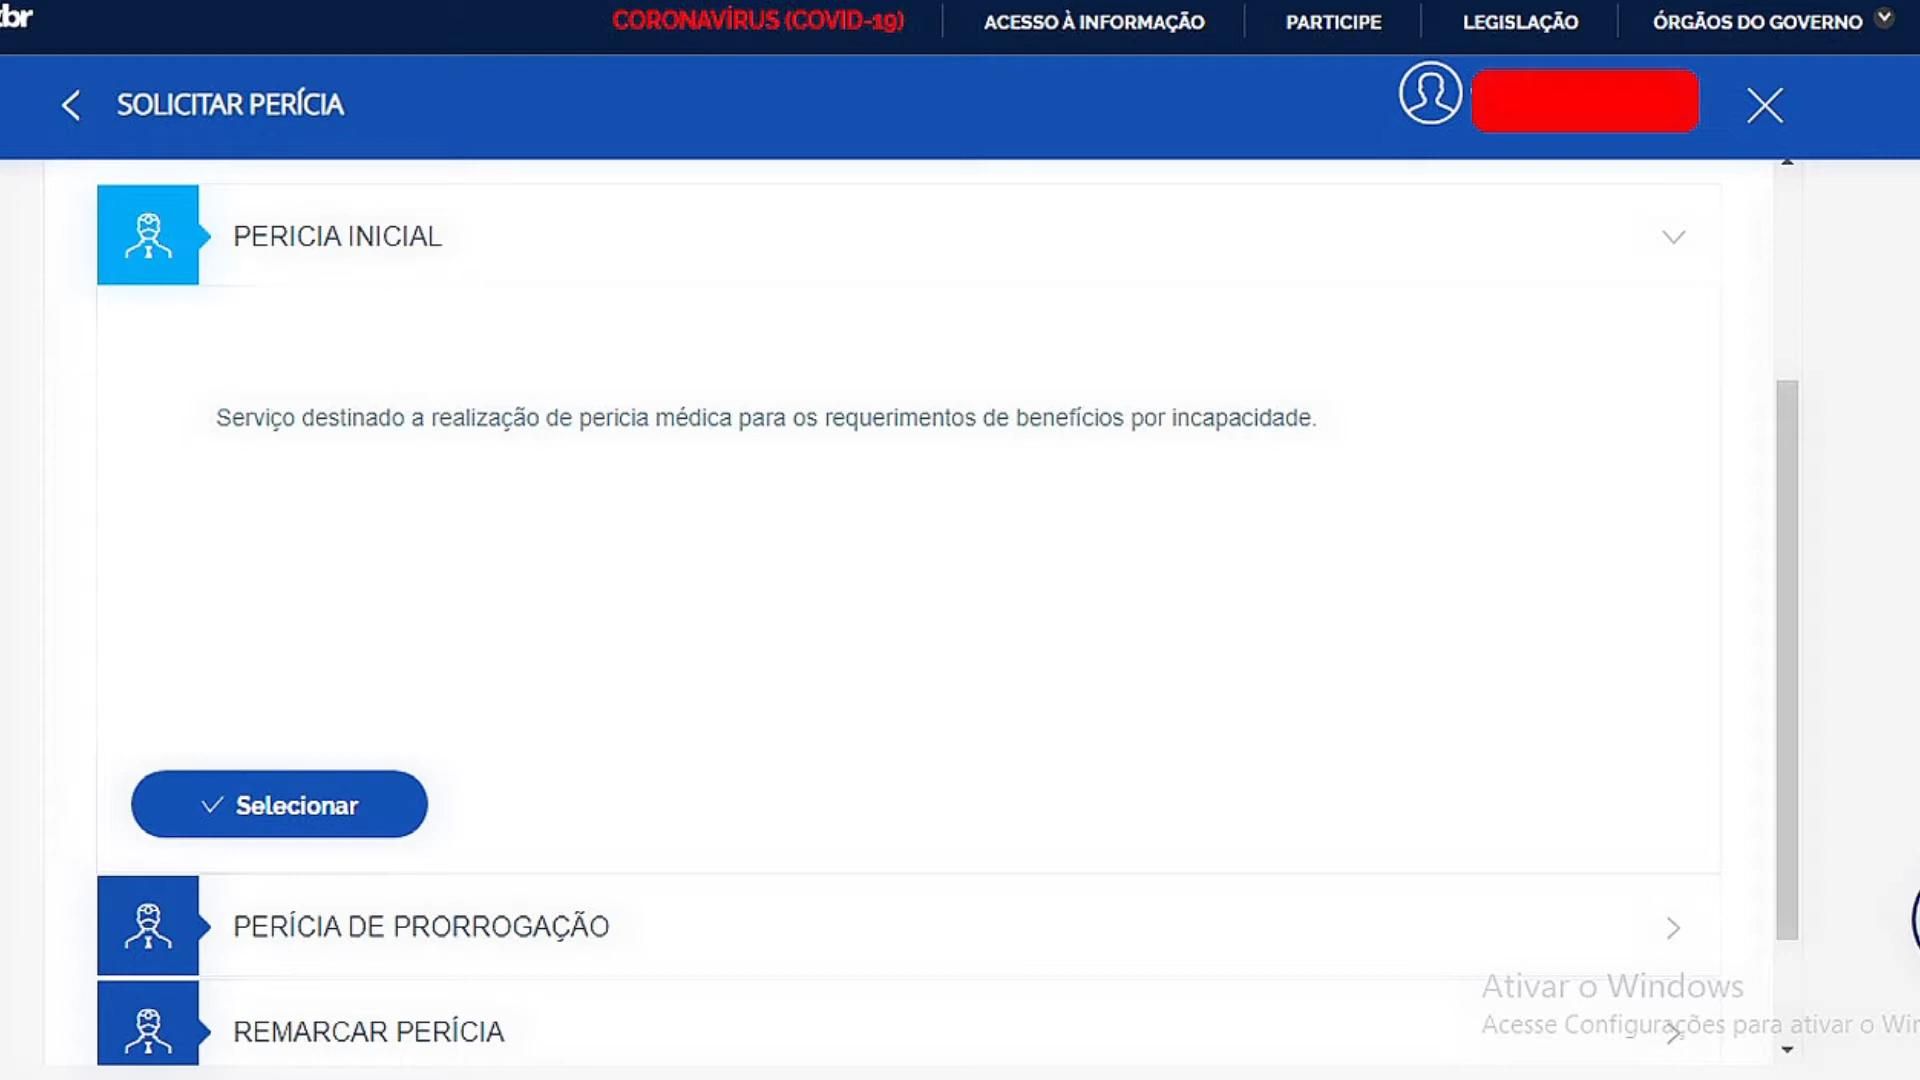 CORONAVÍRUS (COVID-19)
ACESSO À INFORMAÇÃO
PARTICIPE
LEGISLAÇÃO
ÓRGÃOS DO GOVERNO
SOLICITAR PERÍCIA
PERICIA INICIAL
Serviço destinado a realização de pericia médica para os requerimentos de benefícios por incapacidade.
Selecionar
PERÍCIA DE PRORROGAÇÃO
REMARCAR PERÍCIA
Ativar o Windows
Acesse Configurações para ativar o Win